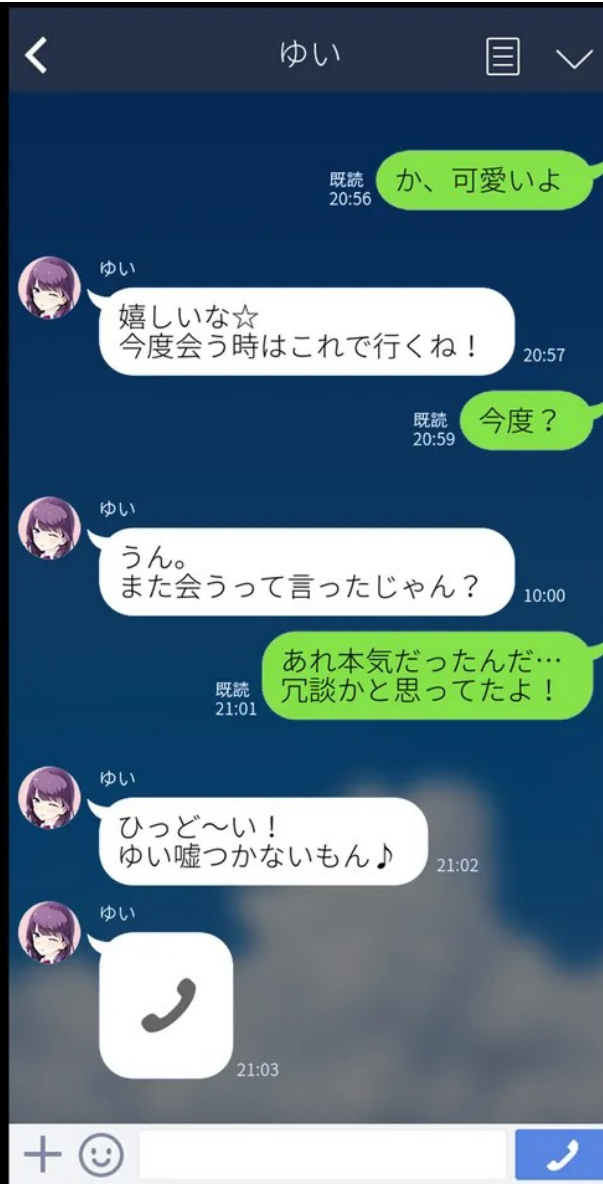 ゆい
か、可愛いよ
既読
20:56
ゆい
嬉しいな☆
今度会う時はこれで行くね！
20:57
今度？
既読
20:59
ゆい
うん。
また会うって言ったじゃん？
10:00
あれ本気だったんだ…
冗談かと思ってたよ！
既読
21:01
ゆい
ひっど〜い！
ゆい嘘つかないもん♪
21:02
ゆい
21:03